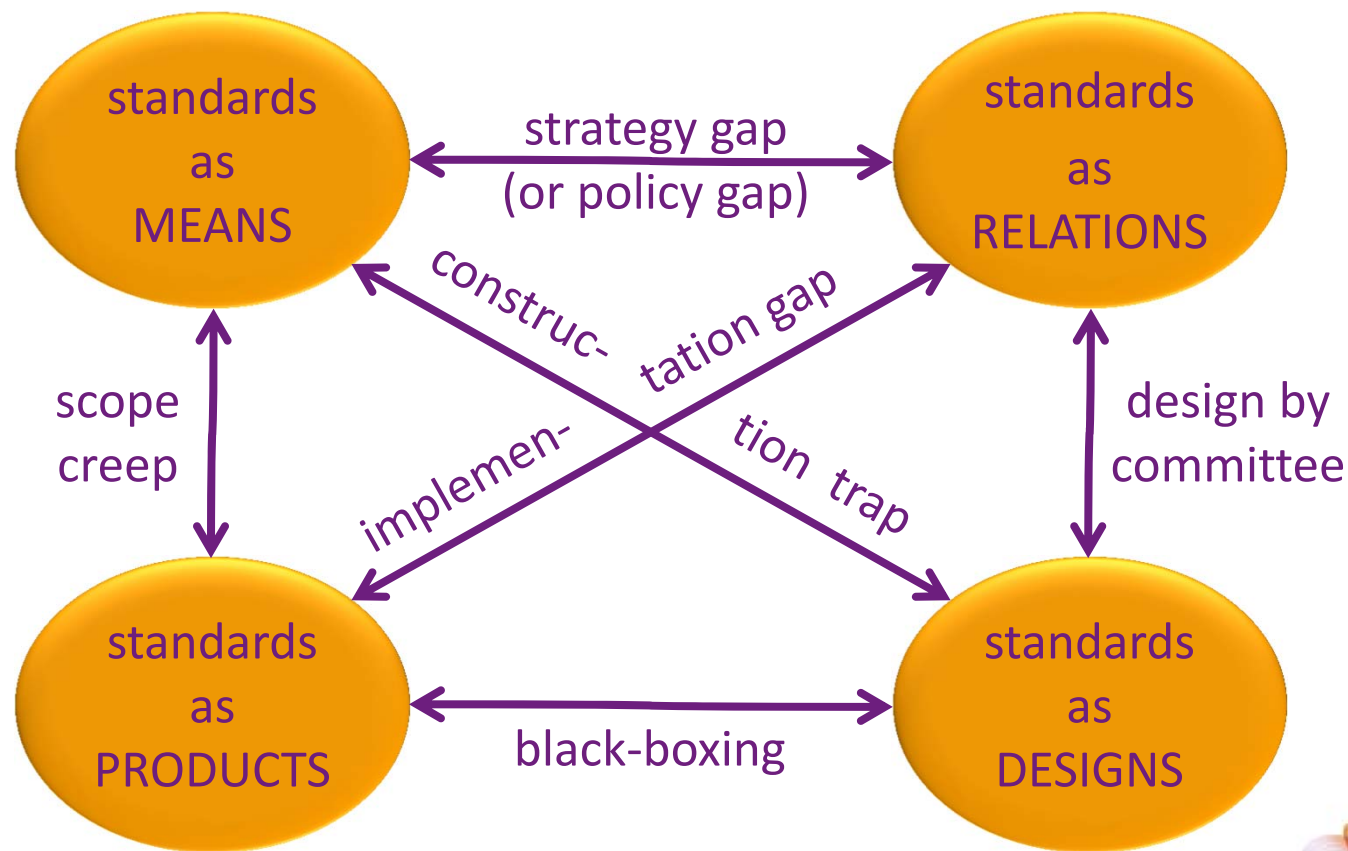 standards
as
MEANS
strategy gap
(or policy gap)
standards
as
RELATIONS
construc-
tion trap
implemen-
tation gap
scope
creep
design by
committee
standards
as
PRODUCTS
black-boxing
standards
as
DESIGNS